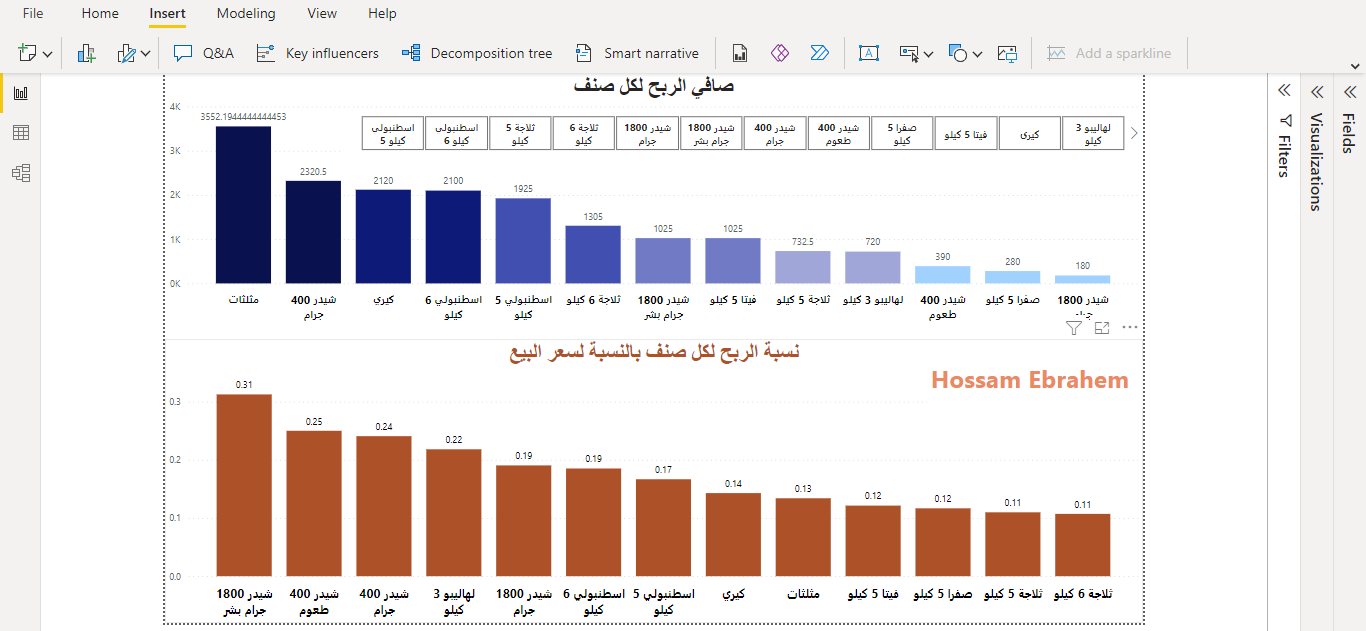 File Home Insert Modeling View Help
Q&A Key influencers Decomposition tree Smart narrative Add a sparkline
Filters
Visualizations
Fields
صافي الربح لكل صنف
4K
3K
2K
1K
0K
اسطنبولى 5 كيلو
اسطنبولى 6 كيلو
ثلاجة 5 كيلو
ثلاجة 6 كيلو
شيدر 1800 جرام
شيدر 1800 جرام بشر
شيدر 400 جرام
شيدر 400 طعوم
صفرا 5 كيلو
فيتا 5 كيلو
كيرى
لهاليبو 3 كيلو
3552.1944444444453 2320.5 2120 2100 1925 1305 1025 1025 732.5 720 390 280 180
مثلثات
شيدر 400 جرام
كيري
اسطنبولي 6 كيلو
اسطنبولي 5 كيلو
ثلاجة 6 كيلو
شيدر 1800 جرام بشر
فيتا 5 كيلو
ثلاجة 5 كيلو
لهاليبو 3 كيلو
شيدر 400 طعوم
صفرا 5 كيلو
شيدر 1800
نسبة الربح لكل صنف بالنسبة لسعر البيع
Hossam Ebrahem
0.3
0.2
0.1
0.0
0.31 0.25 0.24 0.22 0.19 0.19 0.17 0.14 0.13 0.12 0.12 0.11 0.11
شيدر 1800 جرام بشر
شيدر 400 طعوم
شيدر 400 جرام
لهاليبو 3 كيلو
شيدر 1800 جرام
اسطنبولي 6 كيلو
اسطنبولي 5 كيلو
كيري
مثلثات
فيتا 5 كيلو
صفرا 5 كيلو
ثلاجة 5 كيلو
ثلاجة 6 كيلو